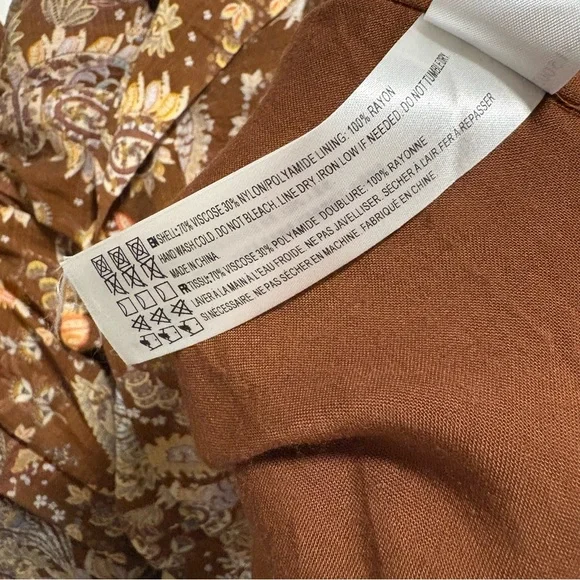 EN SHELL:70% VISCOSE 30% NYLON/POLYAMIDE LINING: 100% RAYON
HAND WASH COLD. DO NOT BLEACH. LINE DRY. IRON LOW IF NEEDED. DO NOT TUMBLE DRY.
MADE IN CHINA
FR TISSU:70% VISCOSE 30% POLYAMIDE. DOUBLURE. 100% RAYONNE
LAVER À LA MAIN À L'EAU FROIDE. NE PAS JAVELLISER. SÉCHER À L'AIR. FER À REPASSER
SI NÉCESSAIRE. NE PAS SÉCHER EN MACHINE. FABRIQUÉ EN CHINE.